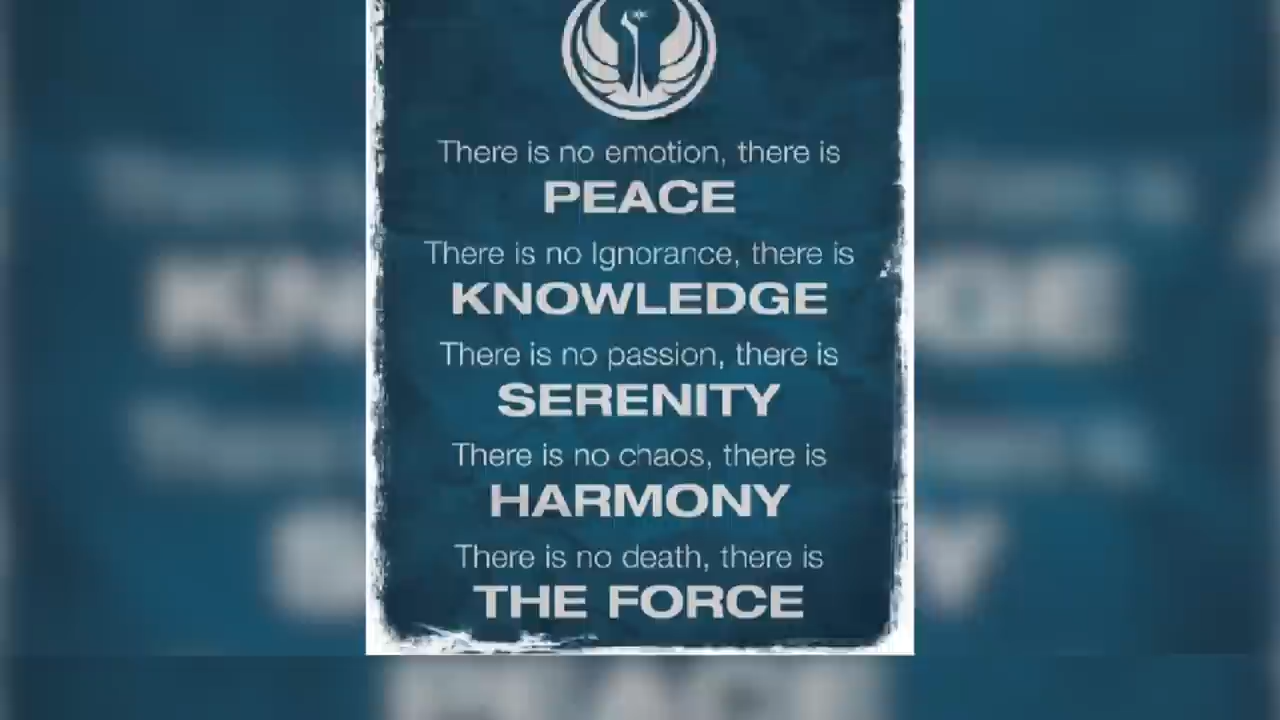 There is no emotion, there is
PEACE
There is no Ignorance, there is
KNOWLEDGE
There is no passion, there is
SERENITY
There is no chaos, there is
HARMONY
There is no death, there is
THE FORCE